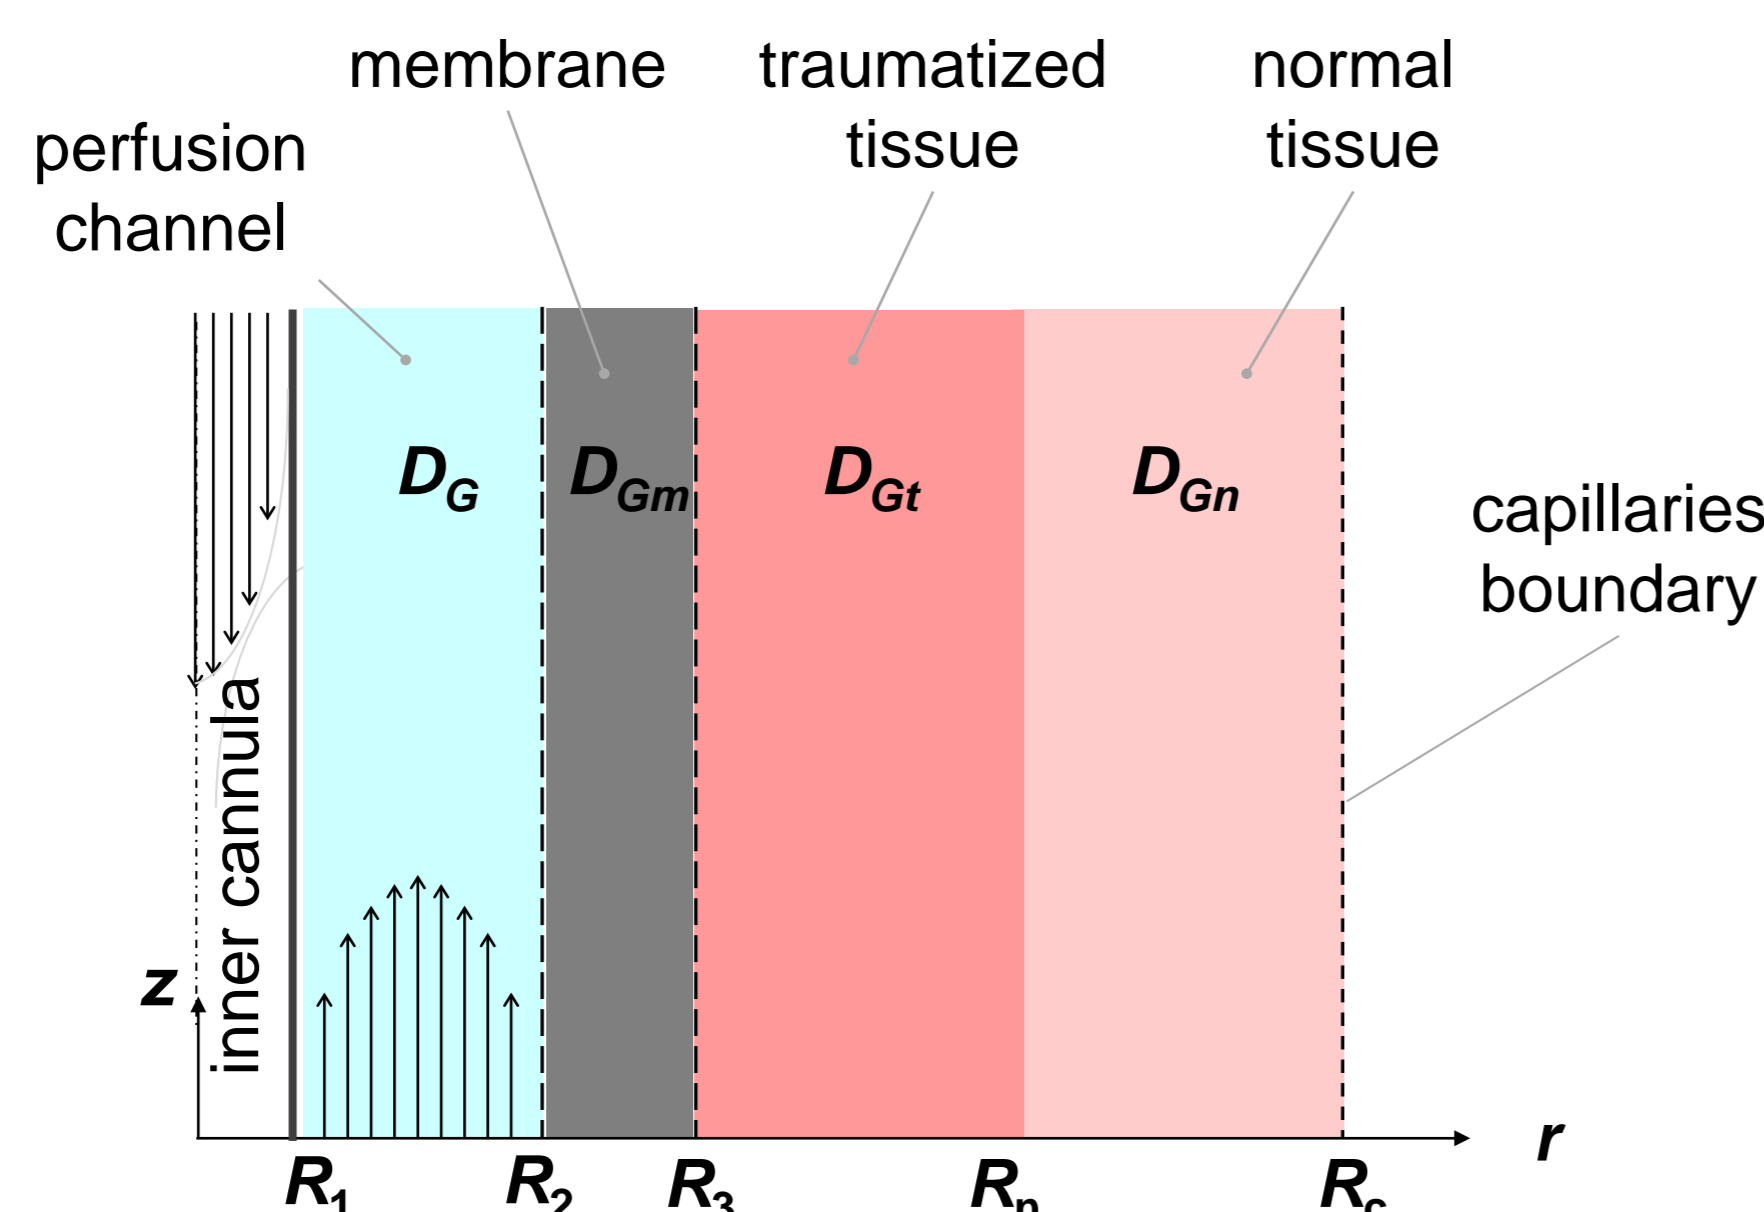 membrane
traumatized
tissue
normal
tissue
perfusion
channel
D_G
D_Gm
D_Gt
D_Gn
capillaries
boundary
inner cannula
z
r
R_1
R_2
R_3
R_n
R_c